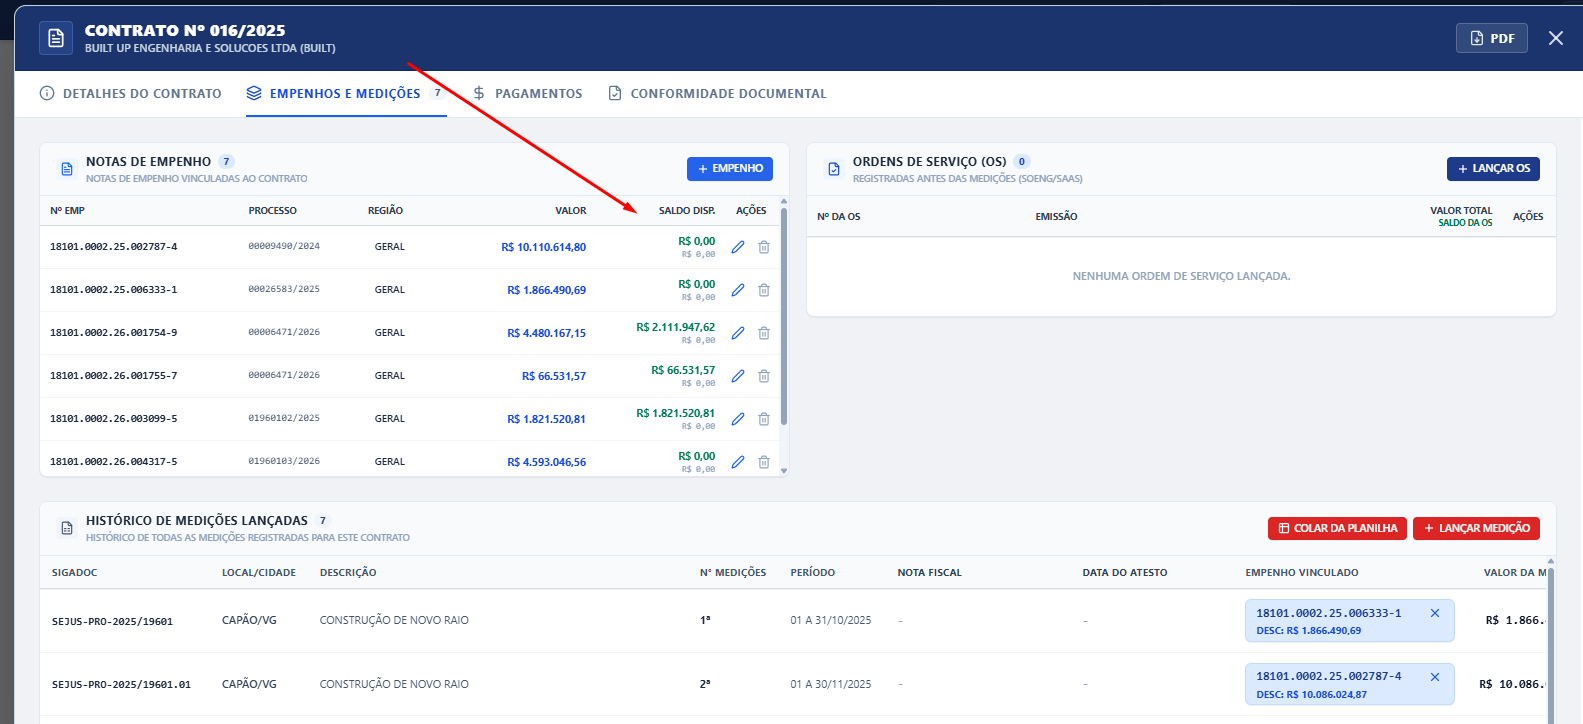 CONTRATO Nº 016/2025
BUILT UP ENGENHARIA E SOLUCOES LTDA (BUILT)
PDF
DETALHES DO CONTRATO
EMPENHOS E MEDIÇÕES 7
PAGAMENTOS
CONFORMIDADE DOCUMENTAL
NOTAS DE EMPENHO 7
NOTAS DE EMPENHO VINCULADAS AO CONTRATO
+ EMPENHO
Nº EMP PROCESSO REGIÃO VALOR SALDO DISP. AÇÕES
18101.0002.25.002787-4 00009490/2024 GERAL R$ 10.110.614,80 R$ 0,00
R$ 0,00
18101.0002.25.006333-1 00026583/2025 GERAL R$ 1.866.490,69 R$ 0,00
R$ 0,00
18101.0002.26.001754-9 00006471/2026 GERAL R$ 4.480.167,15 R$ 2.111.947,62
R$ 0,00
18101.0002.26.001755-7 00006471/2026 GERAL R$ 66.531,57 R$ 66.531,57
R$ 0,00
18101.0002.26.003099-5 01960102/2025 GERAL R$ 1.821.520,81 R$ 1.821.520,81
R$ 0,00
18101.0002.26.004317-5 01960103/2026 GERAL R$ 4.593.046,56 R$ 0,00
R$ 0,00
ORDENS DE SERVIÇO (OS) 0
REGISTRADAS ANTES DAS MEDIÇÕES (SOENG/SAAS)
+ LANÇAR OS
Nº DA OS EMISSÃO VALOR TOTAL AÇÕES
SALDO DA OS
NENHUMA ORDEM DE SERVIÇO LANÇADA.
HISTÓRICO DE MEDIÇÕES LANÇADAS 7
HISTÓRICO DE TODAS AS MEDIÇÕES REGISTRADAS PARA ESTE CONTRATO
COLAR DA PLANILHA
+ LANÇAR MEDIÇÃO
SIGADOC LOCAL/CIDADE DESCRIÇÃO N° MEDIÇÕES PERÍODO NOTA FISCAL DATA DO ATESTO EMPENHO VINCULADO VALOR DA M
SEJUS-PRO-2025/19601 CAPÃO/VG CONSTRUÇÃO DE NOVO RAIO 1ª 01 A 31/10/2025 - - 18101.0002.25.006333-1 R$ 1.866.
DESC: R$ 1.866.490,69
SEJUS-PRO-2025/19601.01 CAPÃO/VG CONSTRUÇÃO DE NOVO RAIO 2ª 01 A 30/11/2025 - - 18101.0002.25.002787-4 R$ 10.086.
DESC: R$ 10.086.024,87